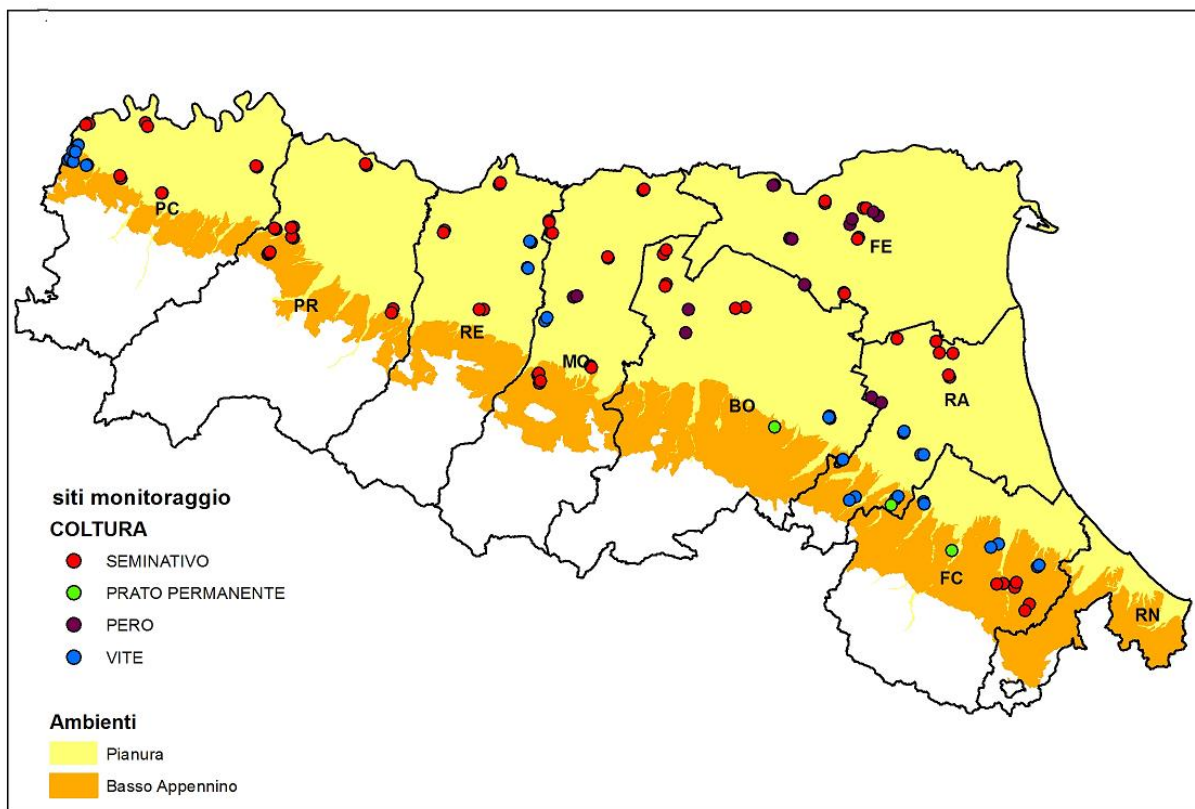 PC
PR
RE
MO
BO
FE
RA
FC
RN
siti monitoraggio
COLTURA
SEMINATIVO
PRATO PERMANENTE
PERO
VITE
Ambienti
Pianura
Basso Appennino